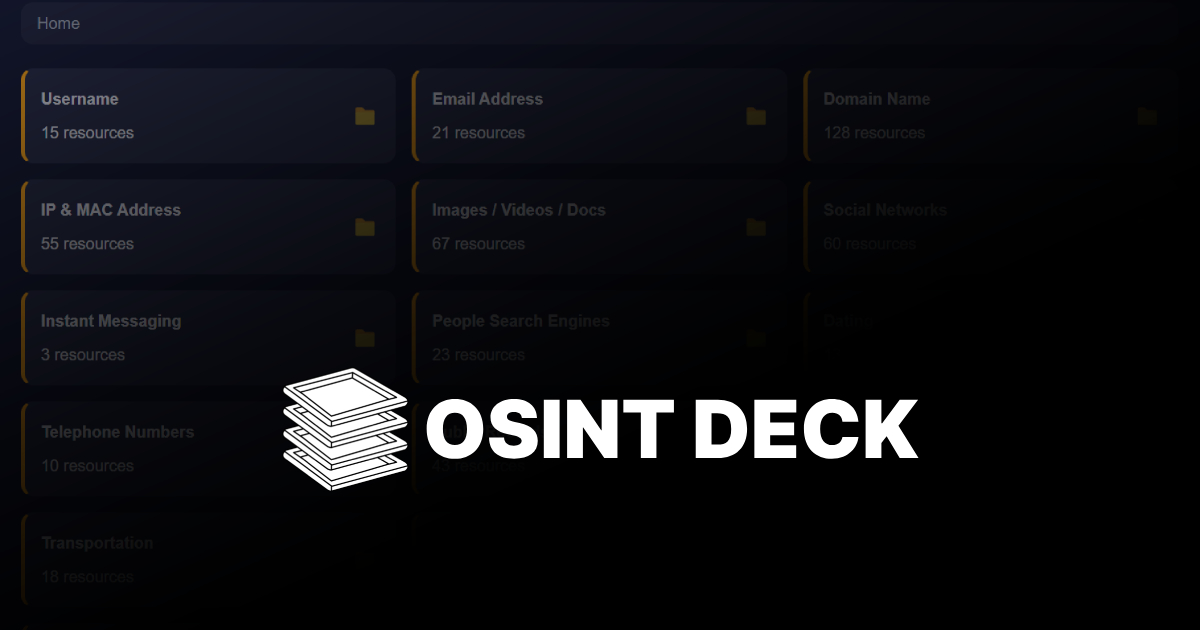 Home
Username
15 resources
Email Address
21 resources
Domain Name
128 resources
IP & MAC Address
55 resources
Images / Videos / Docs
67 resources
Social Networks
60 resources
Instant Messaging
3 resources
People Search Engines
23 resources
Telephone Numbers
10 resources
43 resources
OSINT DECK
Transportation
18 resources